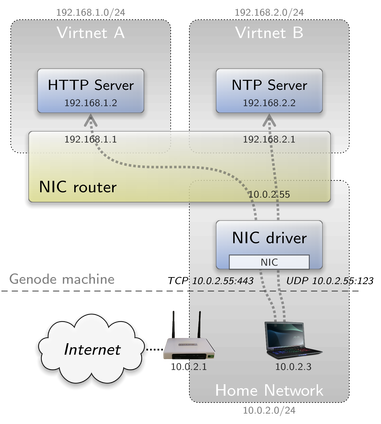 192.168.1.0/24
192.168.2.0/24
Virtnet A
Virtnet B
HTTP Server
192.168.1.2
NTP Server
192.168.2.2
192.168.1.1
192.168.2.1
NIC router
10.0.2.55
NIC driver
NIC
Genode machine
TCP 10.0.2.55:443
UDP 10.0.2.55:123
Internet
10.0.2.1
10.0.2.3
Home Network
10.0.2.0/24